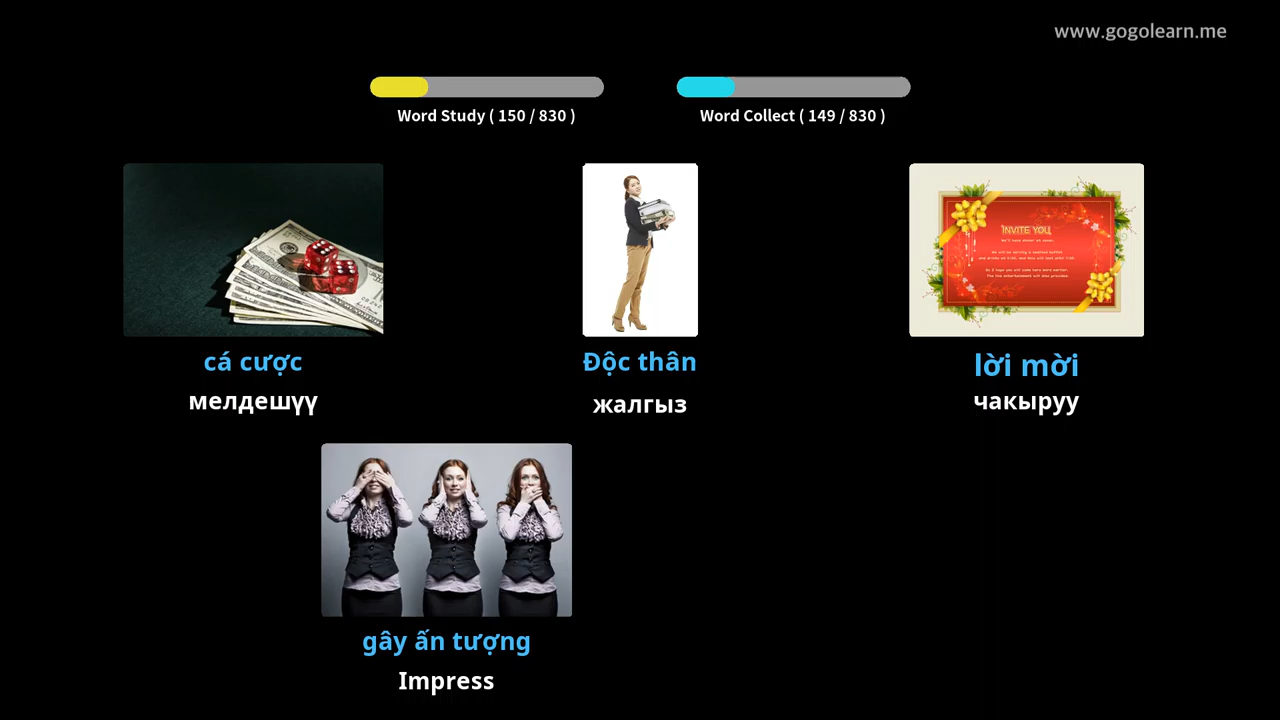 www.gogolearn.me
Word Study ( 150 / 830 )
Word Collect ( 149 / 830 )
INVITE YOU
cá cược
мелдешүү
Độc thân
жалгыз
lời mời
чакыруу
gây ấn tượng
Impress